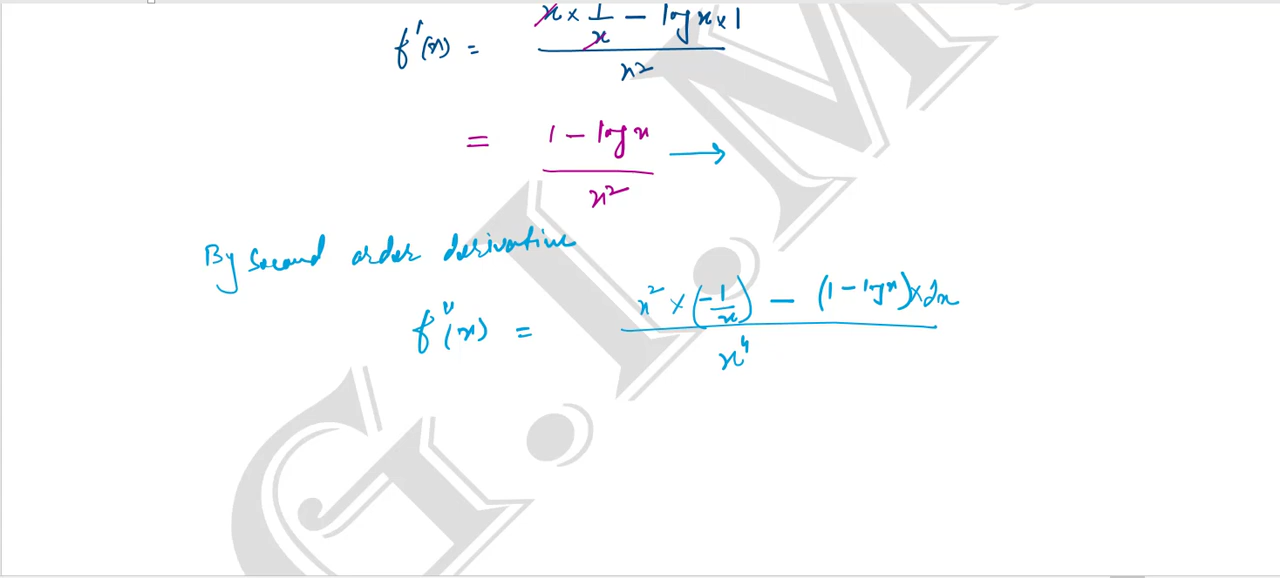 f'(x) = (x × 1/x − log x × 1) / x²
= (1 − log x) / x² →
By second order derivative
f''(x) = (x² × (−1/x) − (1 − log x) × 2x) / x⁴
G.I.M